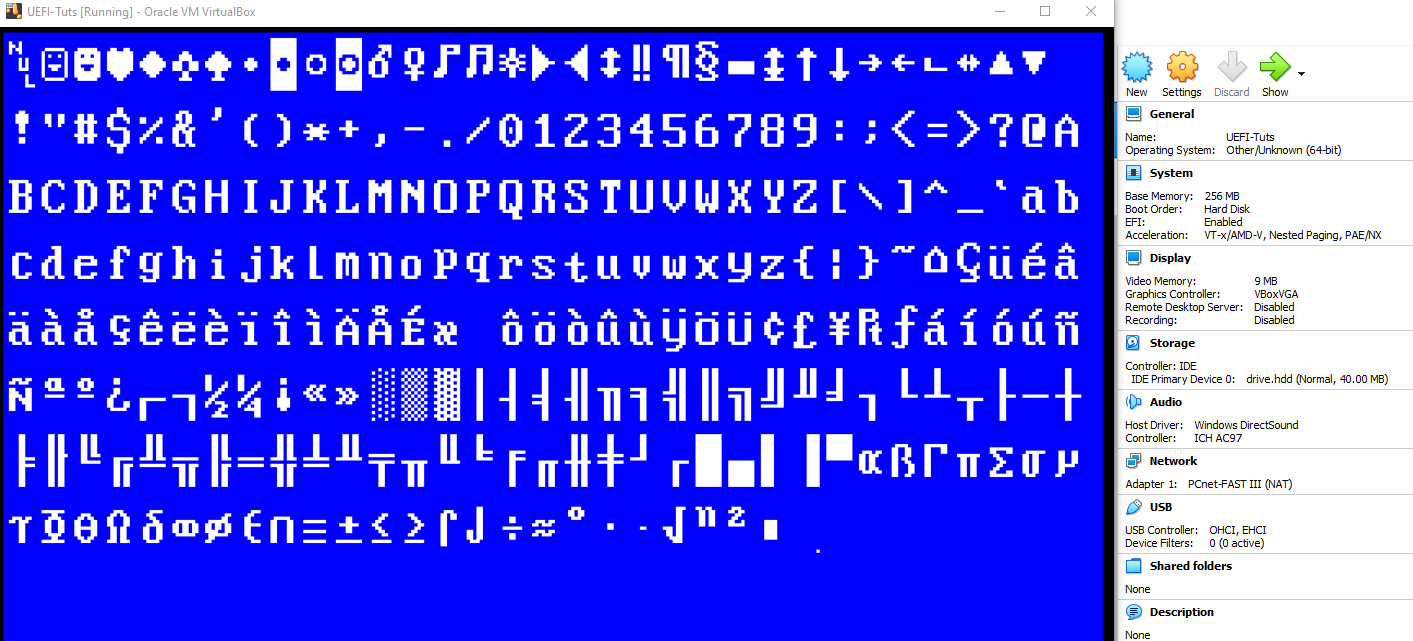 UEFI-Tuts [Running] - Oracle VM VirtualBox
NUL☺☻♥♦♣♠•◘○◙♂♀♪♫☼►◄↕‼¶§▬↨↑↓→←∟↔▲▼
!"#$%&'()*+,-./0123456789:;<=>?@A
BCDEFGHIJKLMNOPQRSTUVWXYZ[\]^_`ab
cdefghijklmnopqrstuvwxyz{¦}~⌂Çüéâ
äàåçêëèïîìÄÅÉæ ôöòûùÿÖÜ¢£¥₧ƒáíóúñ
Ñªº¿⌐¬½¼¡«»░▒▓│┤╡╢╖╕╣║╗╝╜╛┐└┴┬├─┼
╞╟╚╔╩╦╠═╬╧╨╤╥╙╘╒╓╫╪┘┌█▄▌▐▀αßΓπΣσµ
τΦΘΩδ∞ø∈∩≡±≤≥⌠⌡÷≈°∙·√ⁿ²■
New Settings Discard Show
General
Name: UEFI-Tuts
Operating System: Other/Unknown (64-bit)
System
Base Memory: 256 MB
Boot Order: Hard Disk
EFI: Enabled
Acceleration: VT-x/AMD-V, Nested Paging, PAE/NX
Display
Video Memory: 9 MB
Graphics Controller: VBoxVGA
Remote Desktop Server: Disabled
Recording: Disabled
Storage
Controller: IDE
IDE Primary Device 0: drive.hdd (Normal, 40.00 MB)
Audio
Host Driver: Windows DirectSound
Controller: ICH AC97
Network
Adapter 1: PCnet-FAST III (NAT)
USB
USB Controller: OHCI, EHCI
Device Filters: 0 (0 active)
Shared folders
None
Description
None